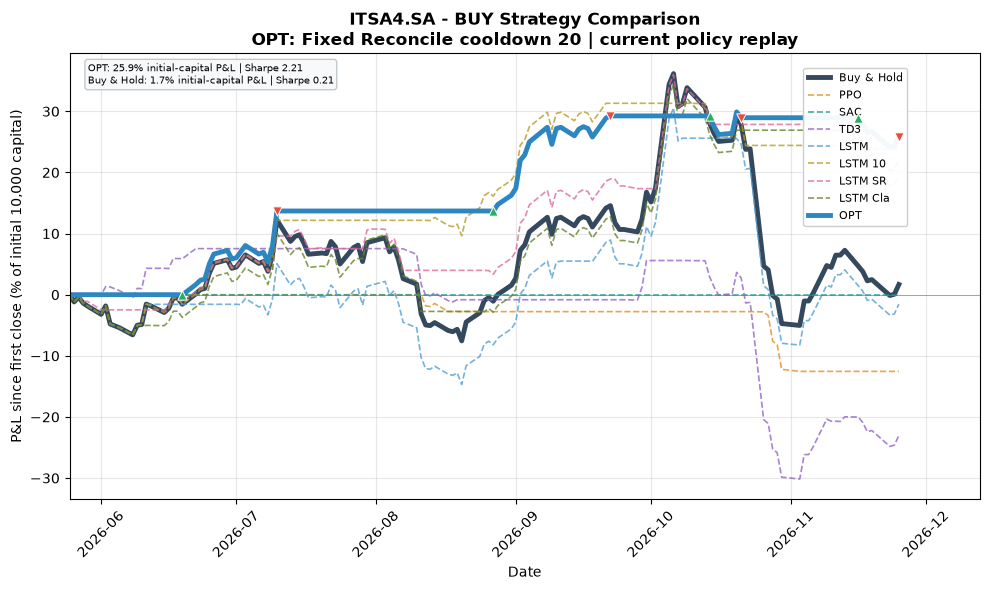 ITSA4.SA - BUY Strategy Comparison
OPT: Fixed Reconcile cooldown 20 | current policy replay
OPT: 25.9% initial-capital P&L | Sharpe 2.21
Buy & Hold: 1.7% initial-capital P&L | Sharpe 0.21
Buy & Hold
PPO
SAC
TD3
LSTM
LSTM 10
LSTM SR
LSTM Cla
OPT
P&L since first close (% of initial 10,000 capital)
30
20
10
0
−10
−20
−30
2026-06
2026-07
2026-08
2026-09
2026-10
2026-11
2026-12
Date